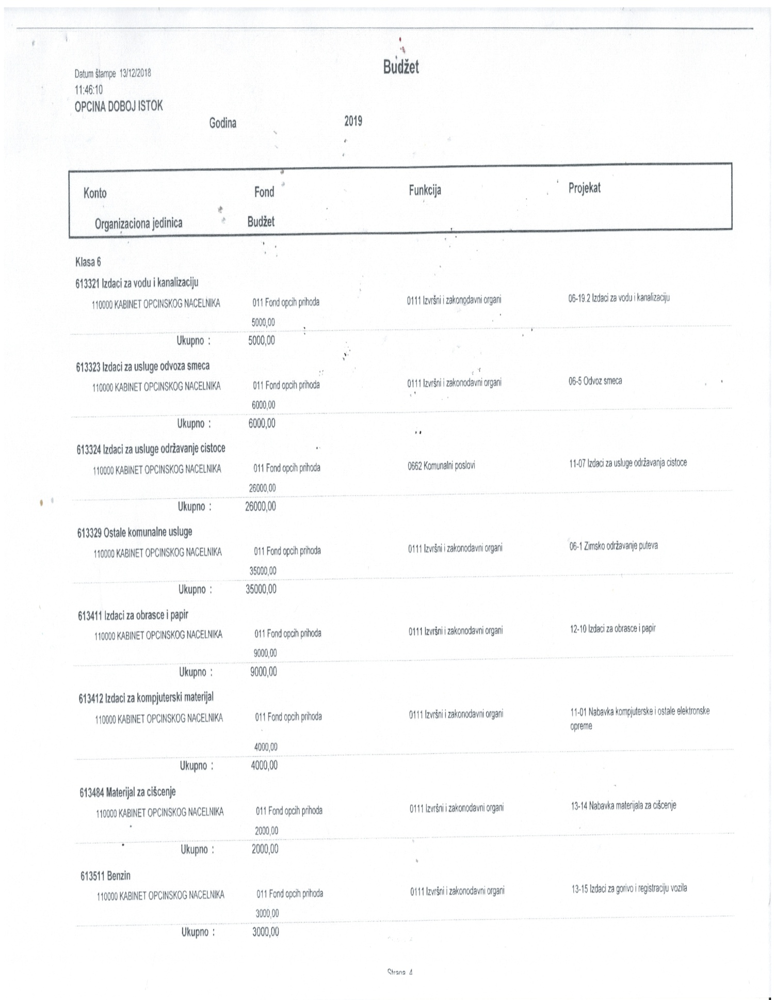 Budžet
Datum štampe 13/12/2018
11:46:10
OPCINA DOBOJ ISTOK
Godina 2019
Konto Fond Funkcija Projekat
Organizaciona jedinica Budžet
Klasa 6
613321 Izdaci za vodu i kanalizaciju
110000 KABINET OPCINSKOG NACELNIKA 011 Fond opcih prihoda 0111 Izvršni i zakonodavni organi 06-19.2 Izdaci za vodu i kanalizaciju
5000,00
Ukupno : 5000,00
613323 Izdaci za usluge odvoza smeca
110000 KABINET OPCINSKOG NACELNIKA 011 Fond opcih prihoda 0111 Izvršni i zakonodavni organi 06-5 Odvoz smeca
6000,00
Ukupno : 6000,00
613324 Izdaci za usluge održavanje cistoce
110000 KABINET OPCINSKOG NACELNIKA 011 Fond opcih prihoda 0662 Komunalni poslovi 11-07 Izdaci za usluge održavanja cistoce
26000,00
Ukupno : 26000,00
613329 Ostale komunalne usluge
110000 KABINET OPCINSKOG NACELNIKA 011 Fond opcih prihoda 0111 Izvršni i zakonodavni organi 06-1 Zimsko održavanje puteva
35000,00
Ukupno : 35000,00
613411 Izdaci za obrasce i papir
110000 KABINET OPCINSKOG NACELNIKA 011 Fond opcih prihoda 0111 Izvršni i zakonodavni organi 12-10 Izdaci za obrasce i papir
9000,00
Ukupno : 9000,00
613412 Izdaci za kompjuterski materijal
110000 KABINET OPCINSKOG NACELNIKA 011 Fond opcih prihoda 0111 Izvršni i zakonodavni organi 11-01 Nabavka kompjuterske i ostale elektronske
opreme
4000,00
Ukupno : 4000,00
613484 Materijal za cišcenje
110000 KABINET OPCINSKOG NACELNIKA 011 Fond opcih prihoda 0111 Izvršni i zakonodavni organi 13-14 Nabavka materijala za cišcenje
2000,00
Ukupno : 2000,00
613511 Benzin
110000 KABINET OPCINSKOG NACELNIKA 011 Fond opcih prihoda 0111 Izvršni i zakonodavni organi 13-15 Izdaci za gorivo i registraciju vozila
3000,00
Ukupno : 3000,00
Strana 4